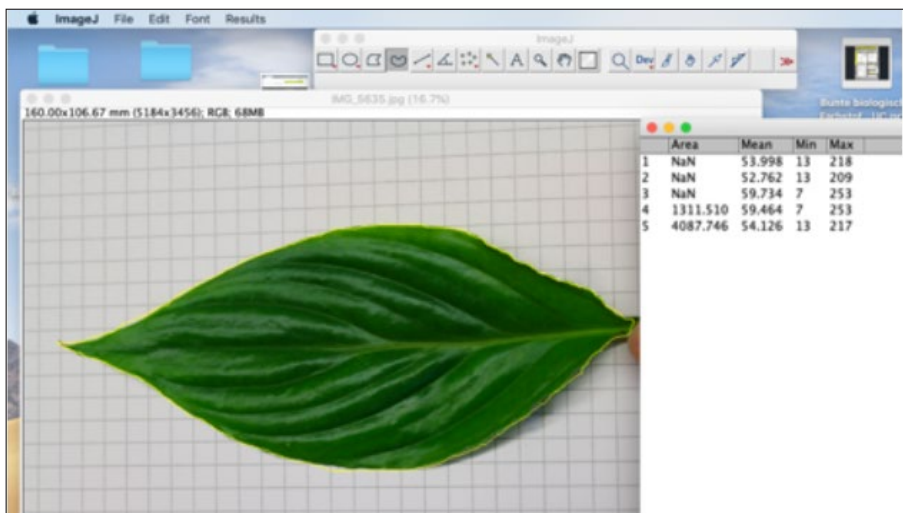 ImageJ File Edit Font Results
ImageJ
A Dev
IMG_5635.jpg (16.7%)
160.00x106.67 mm (5184x3456); RGB; 68MB
Bunte biologisch
Area Mean Min Max
1 NaN 53.998 13 218
2 NaN 52.762 13 209
3 NaN 59.734 7 253
4 1311.510 59.464 7 253
5 4087.746 54.126 13 217